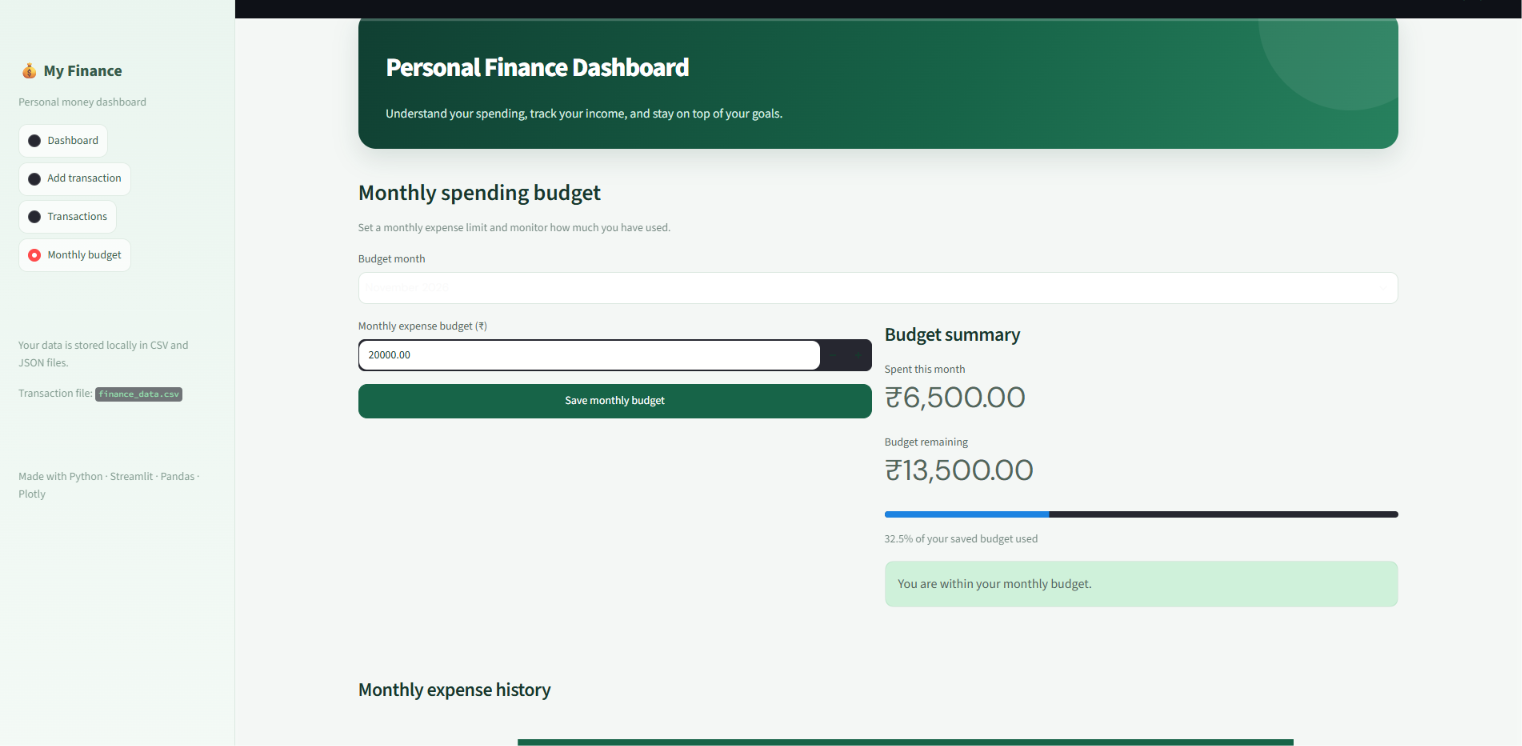 My Finance
Personal money dashboard
Dashboard
Add transaction
Transactions
Monthly budget
Your data is stored locally in CSV and
JSON files.
Transaction file: finance_data.csv
Made with Python · Streamlit · Pandas ·
Plotly
Personal Finance Dashboard
Understand your spending, track your income, and stay on top of your goals.
Monthly spending budget
Set a monthly expense limit and monitor how much you have used.
Budget month
Monthly expense budget (₹)
20000.00
Save monthly budget
Budget summary
Spent this month
₹6,500.00
Budget remaining
₹13,500.00
32.5% of your saved budget used
You are within your monthly budget.
Monthly expense history